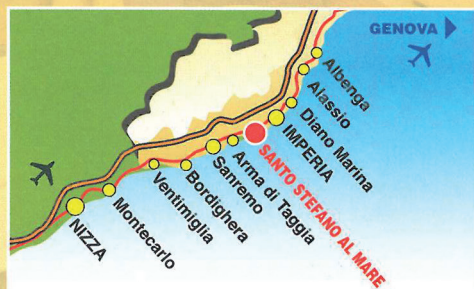 GENOVA
Albenga
Alassio
Diano Marina
IMPERIA
SANTO STEFANO AL MARE
Arma di Taggia
Sanremo
Bordighera
Ventimiglia
Montecarlo
NIZZA